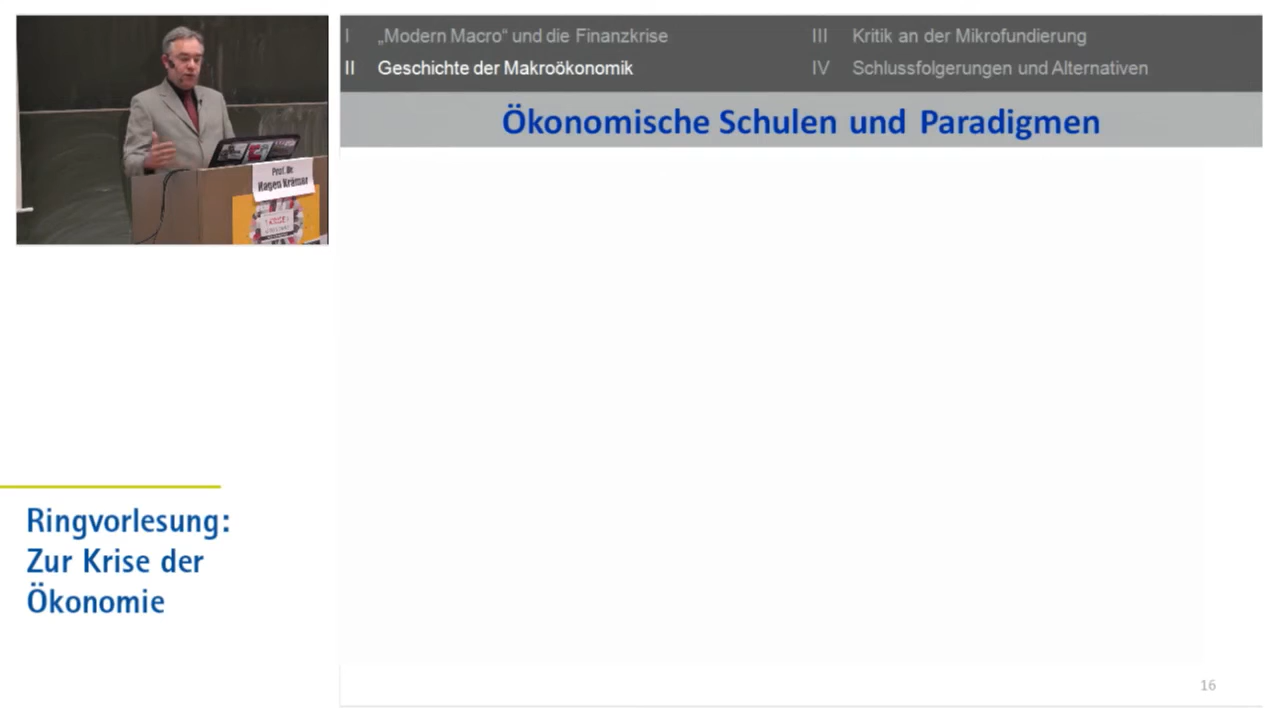 I „Modern Macro“ und die Finanzkrise
II Geschichte der Makroökonomik
III Kritik an der Mikrofundierung
IV Schlussfolgerungen und Alternativen
Ökonomische Schulen und Paradigmen
Prof. Dr.
Hagen Krämer
Ringvorlesung:
Zur Krise der
Ökonomie
16